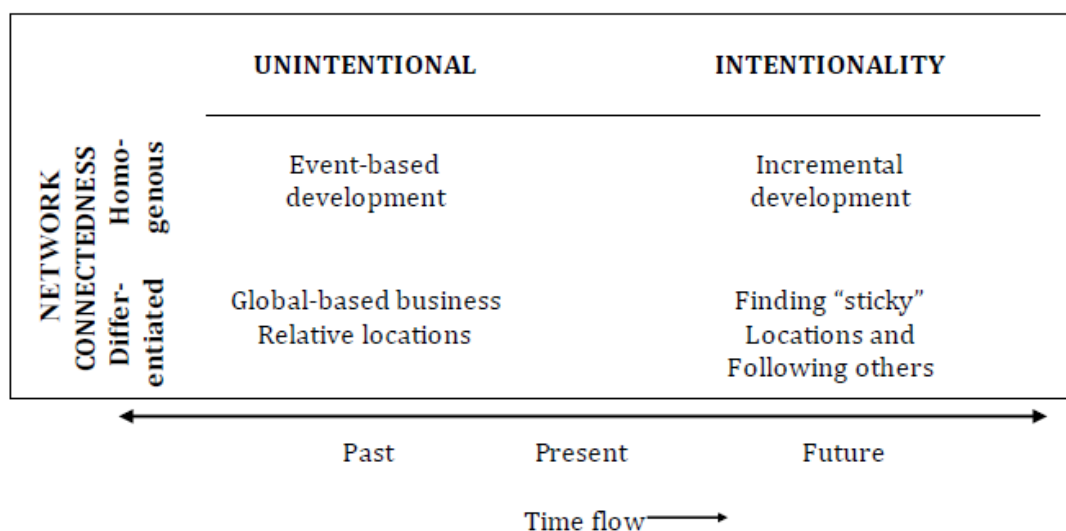 UNINTENTIONAL INTENTIONALITY
NETWORK
CONNECTEDNESS
Homo-
genous
Event-based
development
Incremental
development
Differ-
entiated
Global-based business
Relative locations
Finding “sticky”
Locations and
Following others
Past Present Future
Time flow